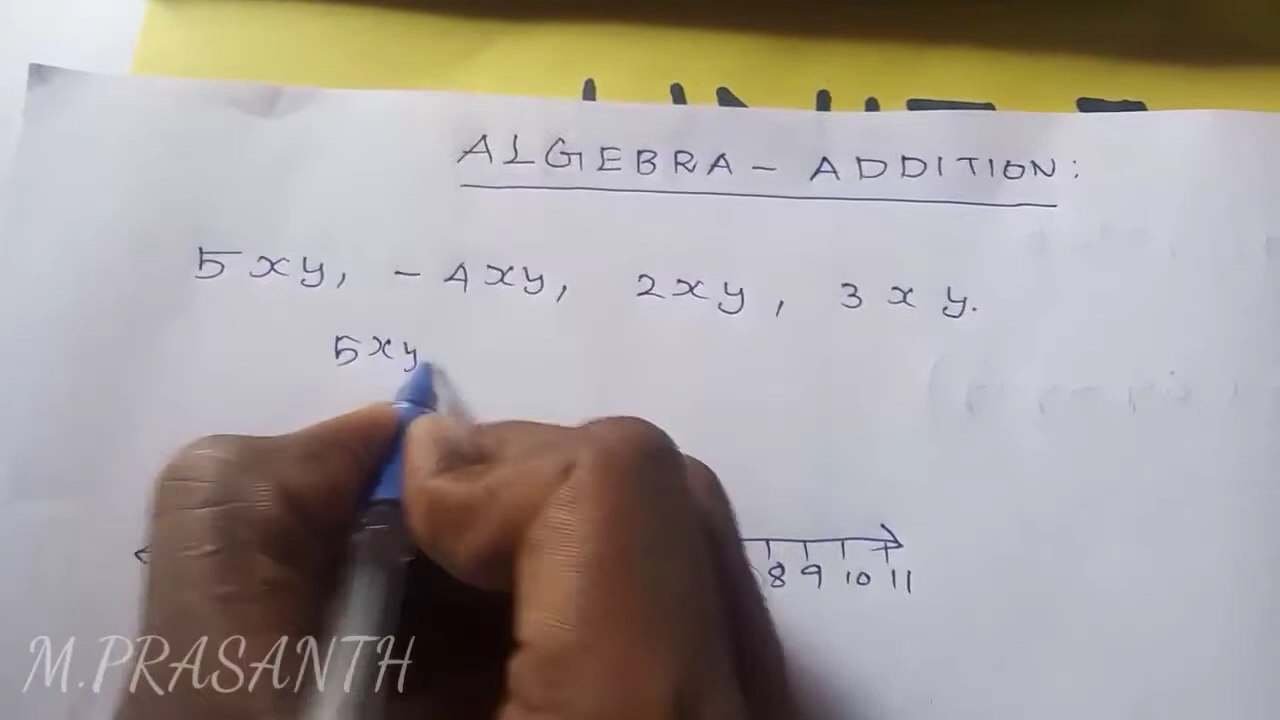 ALGEBRA - ADDITION:
5xy, - 4xy, 2xy, 3xy.
5xy
8 9 10 11
M.PRASANTH